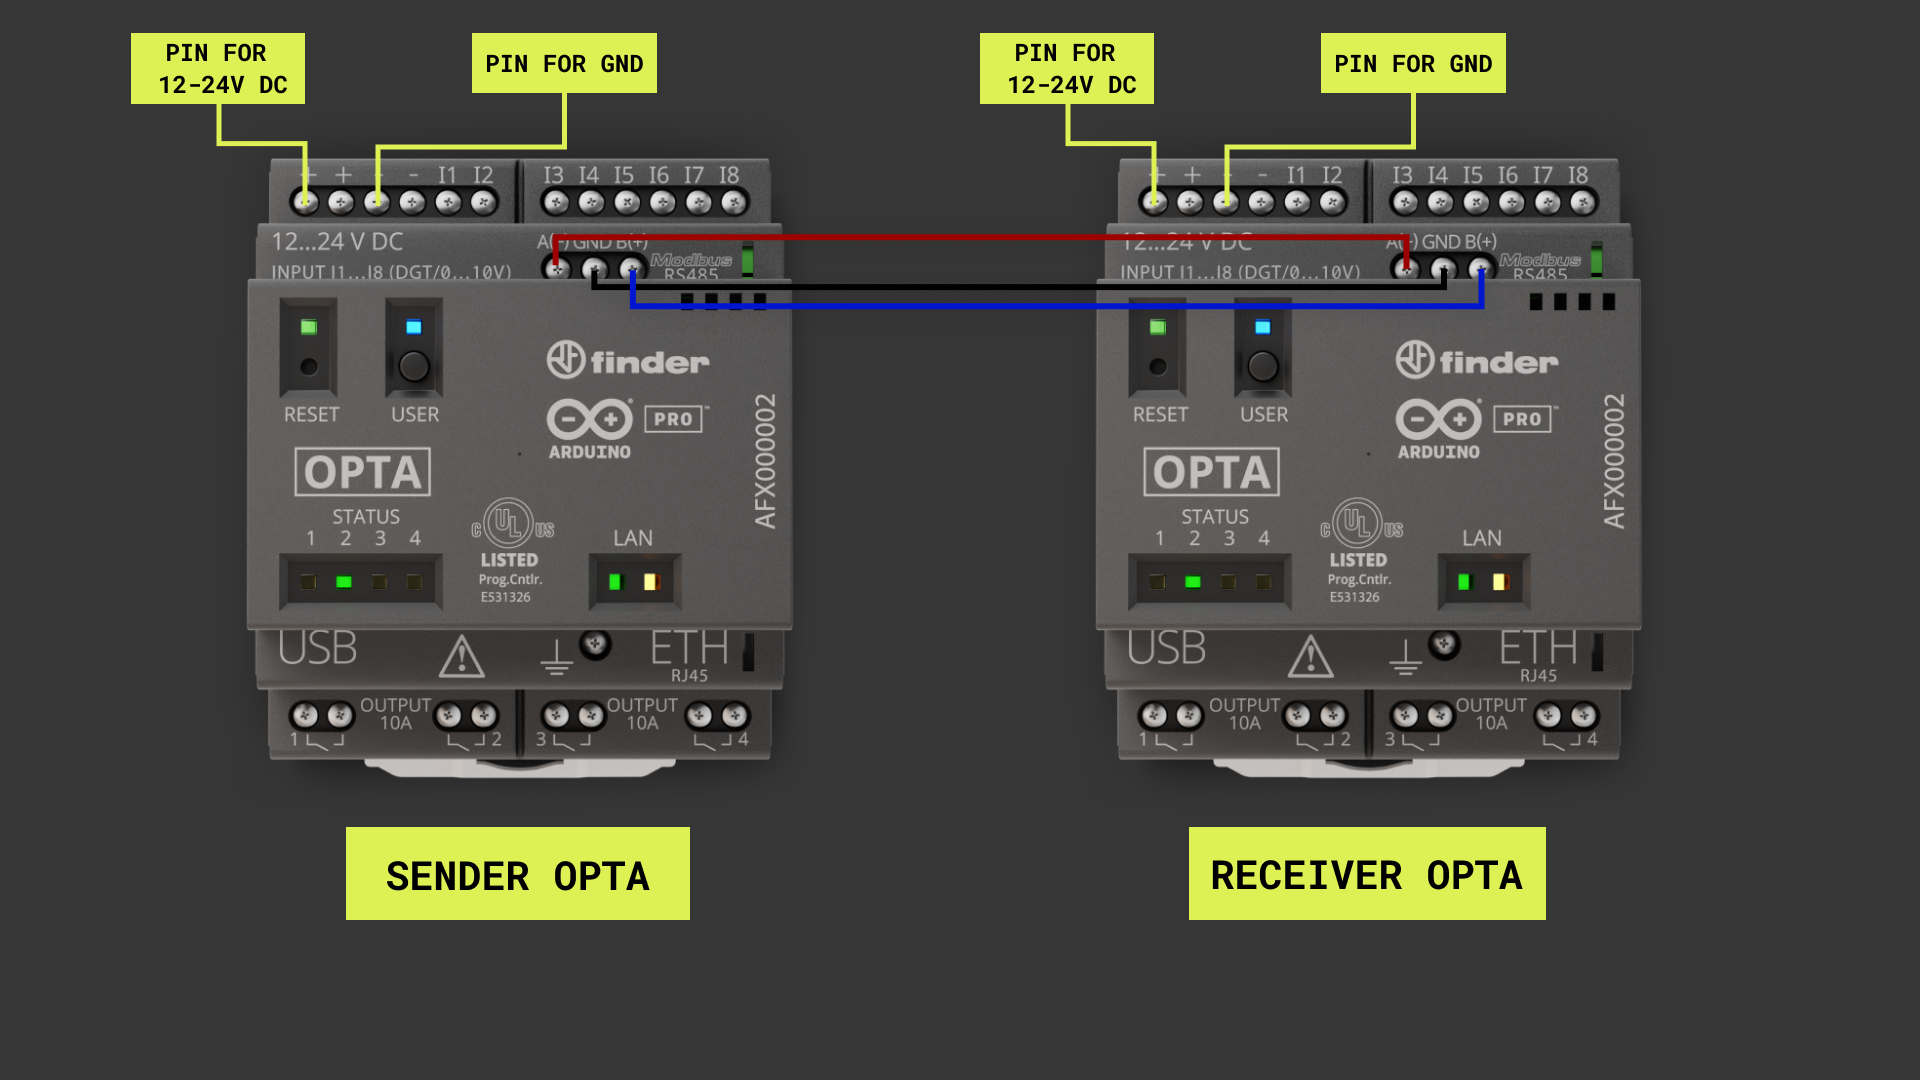 PIN FOR
12-24V DC
PIN FOR GND
PIN FOR
12-24V DC
PIN FOR GND
+ + - - I1 I2 I3 I4 I5 I6 I7 I8
12...24 V DC
A(-) GND B(+)
INPUT I1...I8 (DGT/0...10V)
Modbus
RS485
RESET
USER
finder
ARDUINO
PRO™
OPTA
AFX000002
STATUS
1 2 3 4
C UL US
LISTED
Prog.Cntlr.
E531326
LAN
USB
ETH
RJ45
OUTPUT
10A
1 2
OUTPUT
10A
3 4
+ + - - I1 I2 I3 I4 I5 I6 I7 I8
12...24 V DC
A(-) GND B(+)
INPUT I1...I8 (DGT/0...10V)
Modbus
RS485
RESET
USER
finder
ARDUINO
PRO™
OPTA
AFX000002
STATUS
1 2 3 4
C UL US
LISTED
Prog.Cntlr.
E531326
LAN
USB
ETH
RJ45
OUTPUT
10A
1 2
OUTPUT
10A
3 4
SENDER OPTA
RECEIVER OPTA